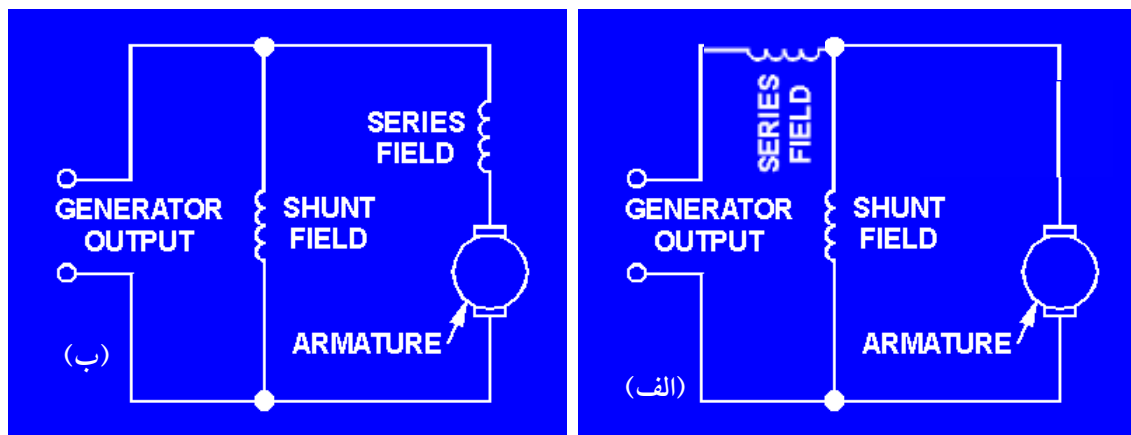 SERIES
FIELD
GENERATOR
OUTPUT
SHUNT
FIELD
ARMATURE
(ب)
SERIES
FIELD
GENERATOR
OUTPUT
SHUNT
FIELD
ARMATURE
(الف)